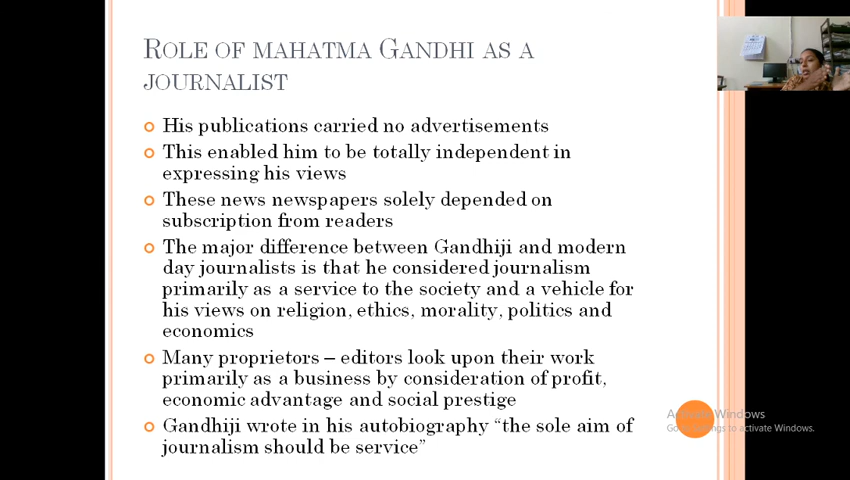 ROLE OF MAHATMA GANDHI AS A
JOURNALIST
His publications carried no advertisements
This enabled him to be totally independent in
expressing his views
These news newspapers solely depended on
subscription from readers
The major difference between Gandhiji and modern
day journalists is that he considered journalism
primarily as a service to the society and a vehicle for
his views on religion, ethics, morality, politics and
economics
Many proprietors – editors look upon their work
primarily as a business by consideration of profit,
economic advantage and social prestige
Gandhiji wrote in his autobiography “the sole aim of
journalism should be service”
Activate Windows
Go to Settings to activate Windows.